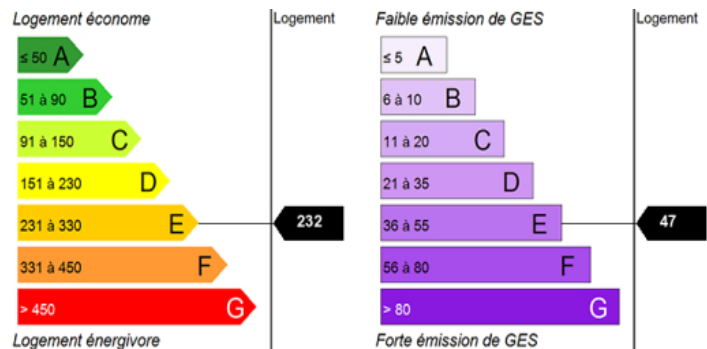 Logement économe
Logement
≤ 50 A
51 à 90 B
91 à 150 C
151 à 230 D
231 à 330 E
232
331 à 450 F
> 450 G
Logement énergivore
Faible émission de GES
Logement
≤ 5 A
6 à 10 B
11 à 20 C
21 à 35 D
36 à 55 E
47
56 à 80 F
> 80 G
Forte émission de GES